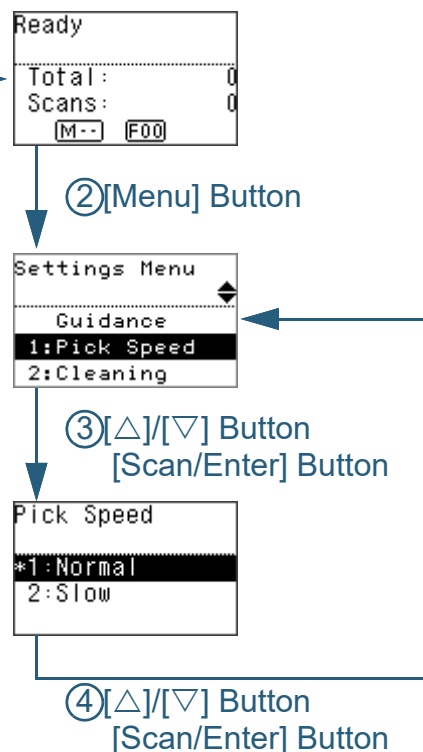 Ready
Total: 0
Scans: 0
M-- F00
②[Menu] Button
Settings Menu
Guidance
1:Pick Speed
2:Cleaning
③[△]/[▽] Button
[Scan/Enter] Button
Pick Speed
*1:Normal
2:Slow
④[△]/[▽] Button
[Scan/Enter] Button